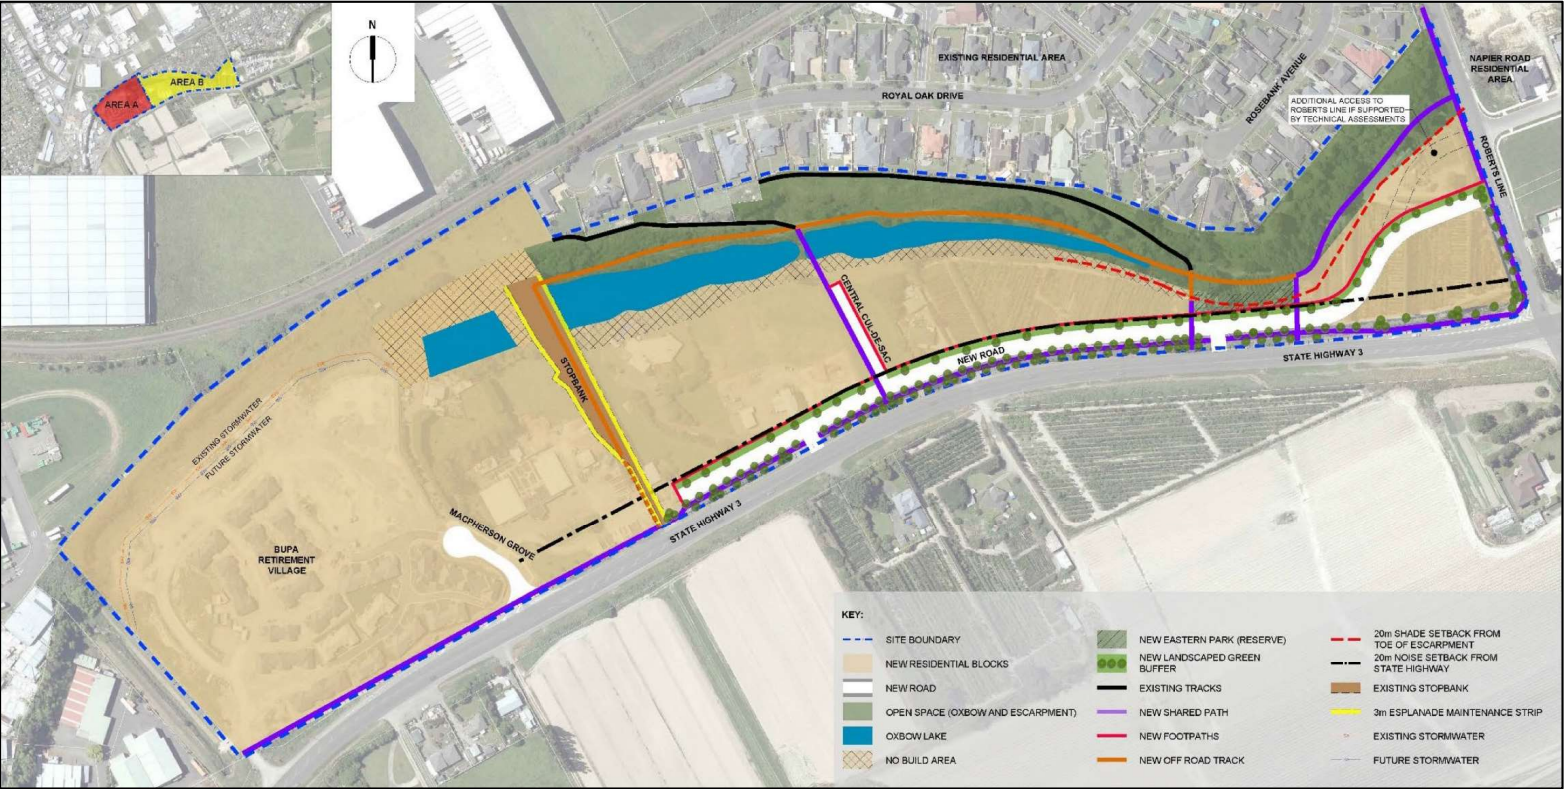 N
AREA A
AREA B
EXISTING RESIDENTIAL AREA
ROYAL OAK DRIVE
ROSEBANK AVENUE
NAPIER ROAD
RESIDENTIAL
AREA
ADDITIONAL ACCESS TO
ROBERTS LINE IF SUPPORTED
BY TECHNICAL ASSESSMENTS
ROBERTS LINE
CENTRAL CUL-DE-SAC
NEW ROAD
STATE HIGHWAY 3
STOPBANK
EXISTING STORMWATER
FUTURE STORMWATER
MACPHERSON GROVE
STATE HIGHWAY 3
BUPA
RETIREMENT
VILLAGE
KEY:
SITE BOUNDARY
NEW RESIDENTIAL BLOCKS
NEW ROAD
OPEN SPACE (OXBOW AND ESCARPMENT)
OXBOW LAKE
NO BUILD AREA
NEW EASTERN PARK (RESERVE)
NEW LANDSCAPED GREEN
BUFFER
EXISTING TRACKS
NEW SHARED PATH
NEW FOOTPATHS
NEW OFF ROAD TRACK
20m SHADE SETBACK FROM
TOE OF ESCARPMENT
20m NOISE SETBACK FROM
STATE HIGHWAY
EXISTING STOPBANK
3m ESPLANADE MAINTENANCE STRIP
EXISTING STORMWATER
FUTURE STORMWATER